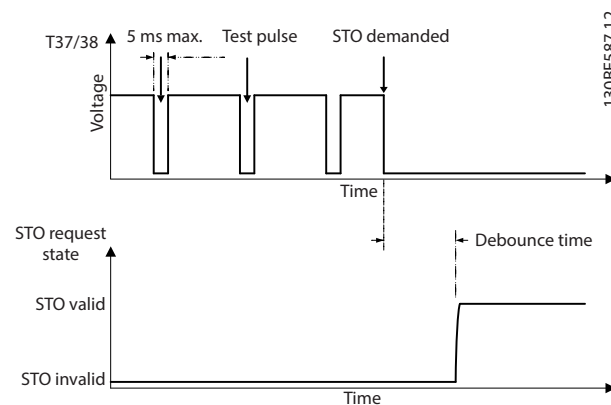 T37/38
5 ms max.
Test pulse
STO demanded
130BE587.12
Voltage
Time
STO request
state
Debounce time
STO valid
STO invalid
Time